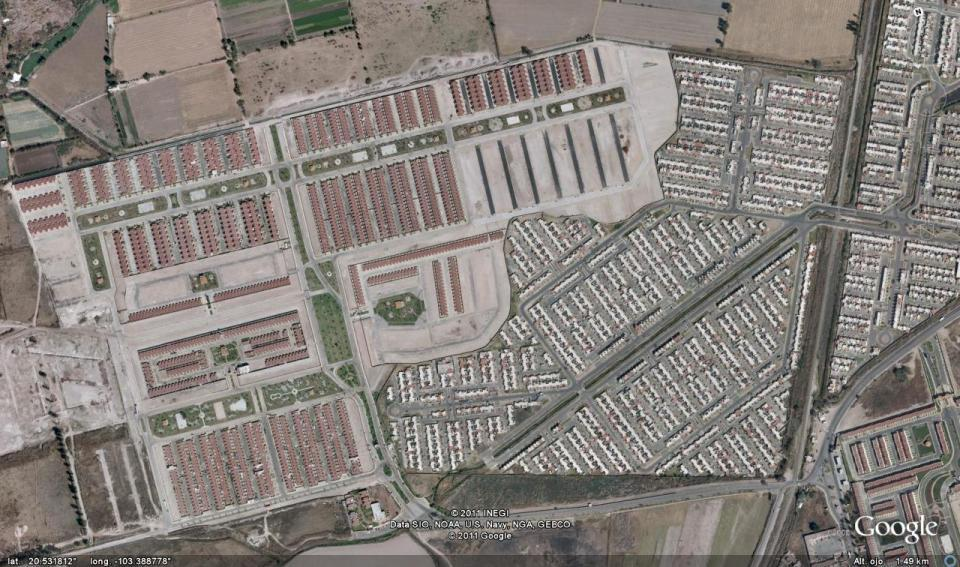 © 2011 INEGI
Data SIO, NOAA, U.S. Navy, NGA, GEBCO
© 2011 Google
Google
lat 20.531812° long -103.388778°
Alt. ojo 1.49 km